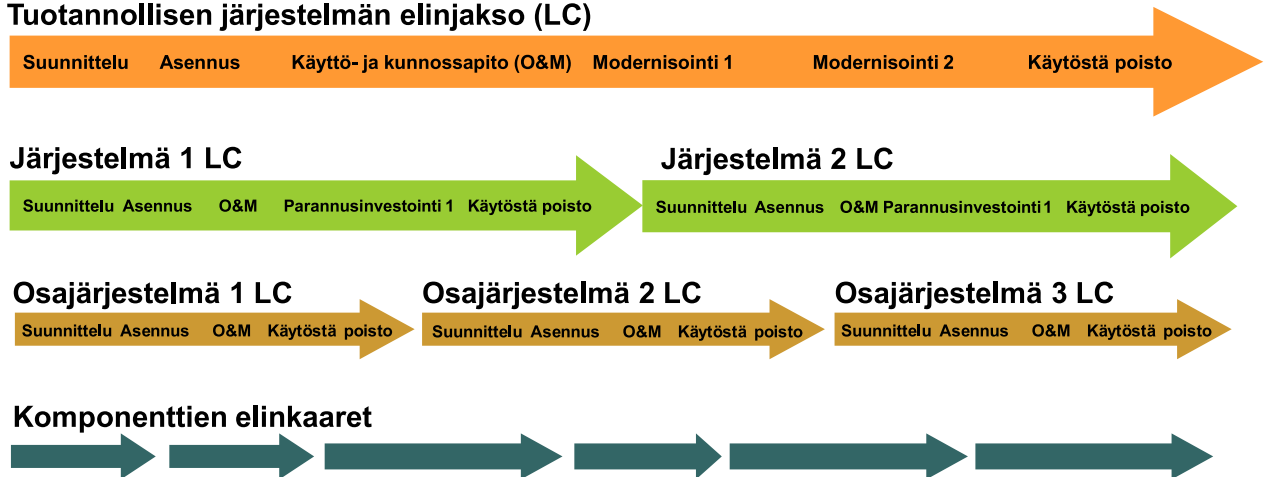 Tuotannollisen järjestelmän elinjakso (LC)
Suunnittelu Asennus Käyttö- ja kunnossapito (O&M) Modernisointi 1 Modernisointi 2 Käytöstä poisto
Järjestelmä 1 LC Järjestelmä 2 LC
Suunnittelu Asennus O&M Parannusinvestointi 1 Käytöstä poisto Suunnittelu Asennus O&M Parannusinvestointi 1 Käytöstä poisto
Osajärjestelmä 1 LC Osajärjestelmä 2 LC Osajärjestelmä 3 LC
Suunnittelu Asennus O&M Käytöstä poisto Suunnittelu Asennus O&M Käytöstä poisto Suunnittelu Asennus O&M Käytöstä poisto
Komponenttien elinkaaret